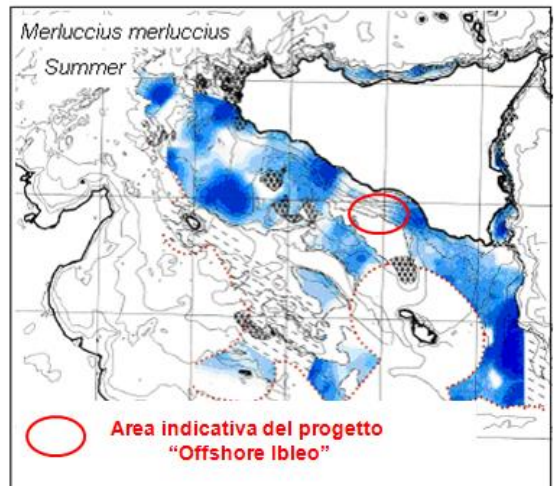 Merluccius merluccius
Summer
Area indicativa del progetto
“Offshore Ibleo”